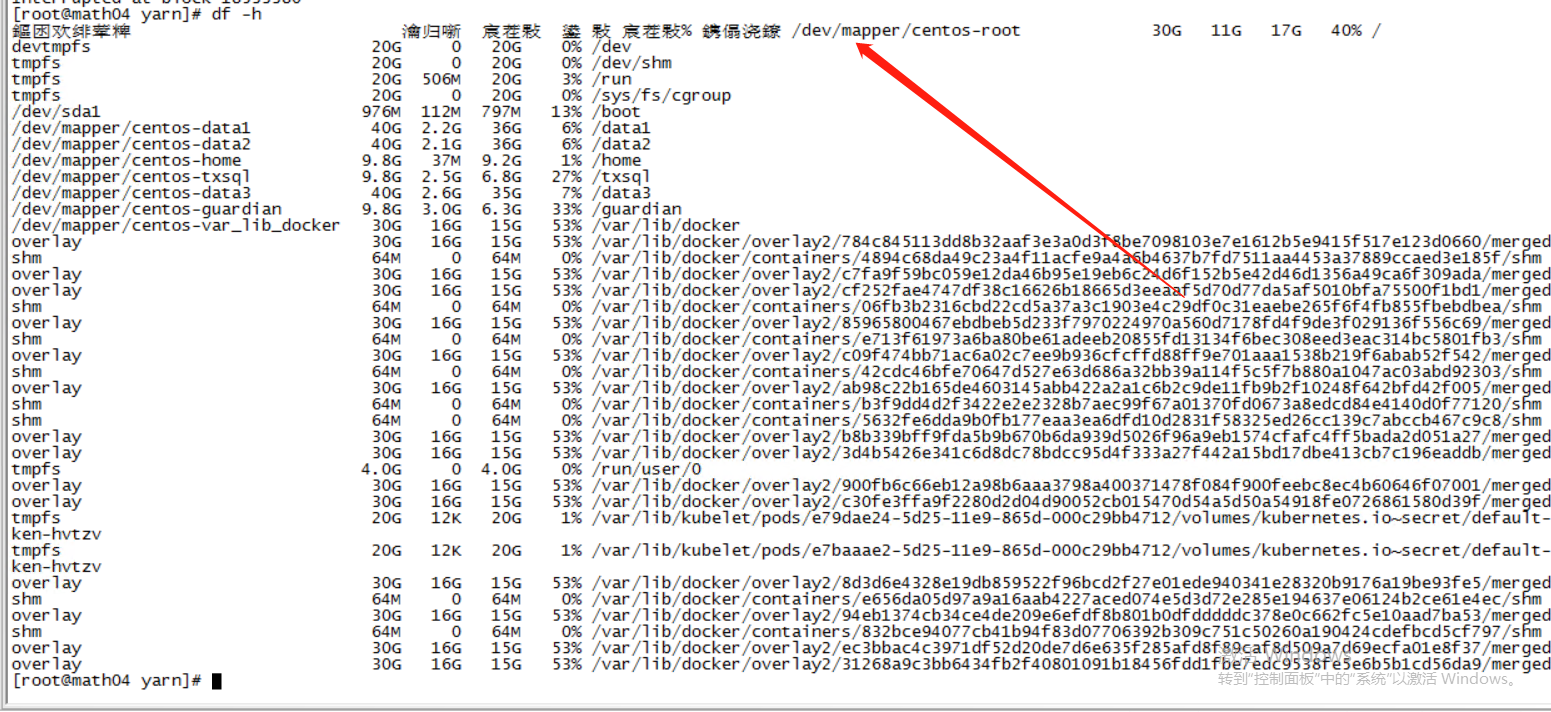 [root@math04 yarn]# df -h
/dev/mapper/centos-root 30G 11G 17G 40% /
devtmpfs 20G 0 20G 0% /dev
tmpfs 20G 0 20G 0% /dev/shm
tmpfs 20G 506M 20G 3% /run
tmpfs 20G 0 20G 0% /sys/fs/cgroup
/dev/sda1 976M 112M 797M 13% /boot
/dev/mapper/centos-data1 40G 2.2G 36G 6% /data1
/dev/mapper/centos-data2 40G 2.1G 36G 6% /data2
/dev/mapper/centos-home 9.8G 37M 9.2G 1% /home
/dev/mapper/centos-txsql 9.8G 2.5G 6.8G 27% /txsql
/dev/mapper/centos-data3 40G 2.6G 35G 7% /data3
/dev/mapper/centos-guardian 9.8G 3.0G 6.3G 33% /guardian
/dev/mapper/centos-var_lib_docker 30G 16G 15G 53% /var/lib/docker
overlay 30G 16G 15G 53% /var/lib/docker/overlay2/784c845113dd8b32aaf3e3a0d3f8be7098103e7e1612b5e9415f517e123d0660/merged
shm 64M 0 64M 0% /var/lib/docker/containers/4894c68da49c23a4f11acfe9a4a6b4637b7fd7511aa4453a37889ccaed3e185f/shm
overlay 30G 16G 15G 53% /var/lib/docker/overlay2/c7fa9f59bc059e12da46b95e19eb6c24d6f152b5e42d46d1356a49ca6f309ada/merged
overlay 30G 16G 15G 53% /var/lib/docker/overlay2/cf252fae4747df38c16626b18665d3eeaaf5d70d77da5af5010bfa75500f1bd1/merged
shm 64M 0 64M 0% /var/lib/docker/containers/06fb3b2316cbd22cd5a37a3c1903e4c29df0c31eaebe265f6f4fb855fbebdbea/shm
overlay 30G 16G 15G 53% /var/lib/docker/overlay2/85965800467ebdbeb5d233f7970224970a560d7178fd4f9de3f029136f556c69/merged
shm 64M 0 64M 0% /var/lib/docker/containers/e713f61973a6ba80be61adeeb20855fd13134f6bec308eed3eac314bc5801fb3/shm
overlay 30G 16G 15G 53% /var/lib/docker/overlay2/c09f474bb71ac6a02c7ee9b936cfcffd88ff9e701aaa1538b219f6abab52f542/merged
shm 64M 0 64M 0% /var/lib/docker/containers/42cdc46bfe70647d527e63d686a32bb39a114f5c5f7b880a1047ac03abd92303/shm
overlay 30G 16G 15G 53% /var/lib/docker/overlay2/ab98c22b165de4603145abb422a2a1c6b2c9de11fb9b2f10248f642bfd42f005/merged
shm 64M 0 64M 0% /var/lib/docker/containers/b3f9dd4d2f3422e2e2328b7aec99f67a01370fd0673a8edcd84e4140d0f77120/shm
shm 64M 0 64M 0% /var/lib/docker/containers/5632fe6dda9b0fb177eaa3ea6dfd10d2831f58325ed26cc139c7abccb467c9c8/shm
overlay 30G 16G 15G 53% /var/lib/docker/overlay2/b8b339bff9fda5b9b670b6da939d5026f96a9eb1574cfafc4ff5bada2d051a27/merged
overlay 30G 16G 15G 53% /var/lib/docker/overlay2/3d4b5426e341c6d8dc78bdcc95d4f333a27f442a15bd17dbe413cb7c196eaddb/merged
tmpfs 4.0G 0 4.0G 0% /run/user/0
overlay 30G 16G 15G 53% /var/lib/docker/overlay2/900fb6c66eb12a98b6aaa3798a400371478f084f900feebc8ec4b60646f07001/merged
overlay 30G 16G 15G 53% /var/lib/docker/overlay2/c30fe3ffa9f2280d2d04d90052cb015470d54a5d50a54918fe0726861580d39f/merged
tmpfs 20G 12K 20G 1% /var/lib/kubelet/pods/e79dae24-5d25-11e9-865d-000c29bb4712/volumes/kubernetes.io~secret/default-
ken-hvtzv
tmpfs 20G 12K 20G 1% /var/lib/kubelet/pods/e7baaae2-5d25-11e9-865d-000c29bb4712/volumes/kubernetes.io~secret/default-
ken-hvtzv
overlay 30G 16G 15G 53% /var/lib/docker/overlay2/8d3d6e4328e19db859522f96bcd2f27e01ede940341e28320b9176a19be93fe5/merged
shm 64M 0 64M 0% /var/lib/docker/containers/e656da05d97a9a16aab4227aced074e5d3d72e285e194637e06124b2ce61e4ec/shm
overlay 30G 16G 15G 53% /var/lib/docker/overlay2/94eb1374cb34ce4de209e6efdf8b801b0dfdddddc378e0c662fc5e10aad7ba53/merged
shm 64M 0 64M 0% /var/lib/docker/containers/832bce94077cb41b94f83d07706392b309c751c50260a190424cdefbcd5cf797/shm
overlay 30G 16G 15G 53% /var/lib/docker/overlay2/ec3bbac4c3971df52d20de7d6e635f285afd8f89caf8d509a7d69ecfa01e8f37/merged
overlay 30G 16G 15G 53% /var/lib/docker/overlay2/31268a9c3bb6434fb2f40801091b18456fdd1fbe7edc9538fe5e6b5b1cd56da9/merged
[root@math04 yarn]#
激活 Windows
转到"控制面板"中的"系统"以激活 Windows。